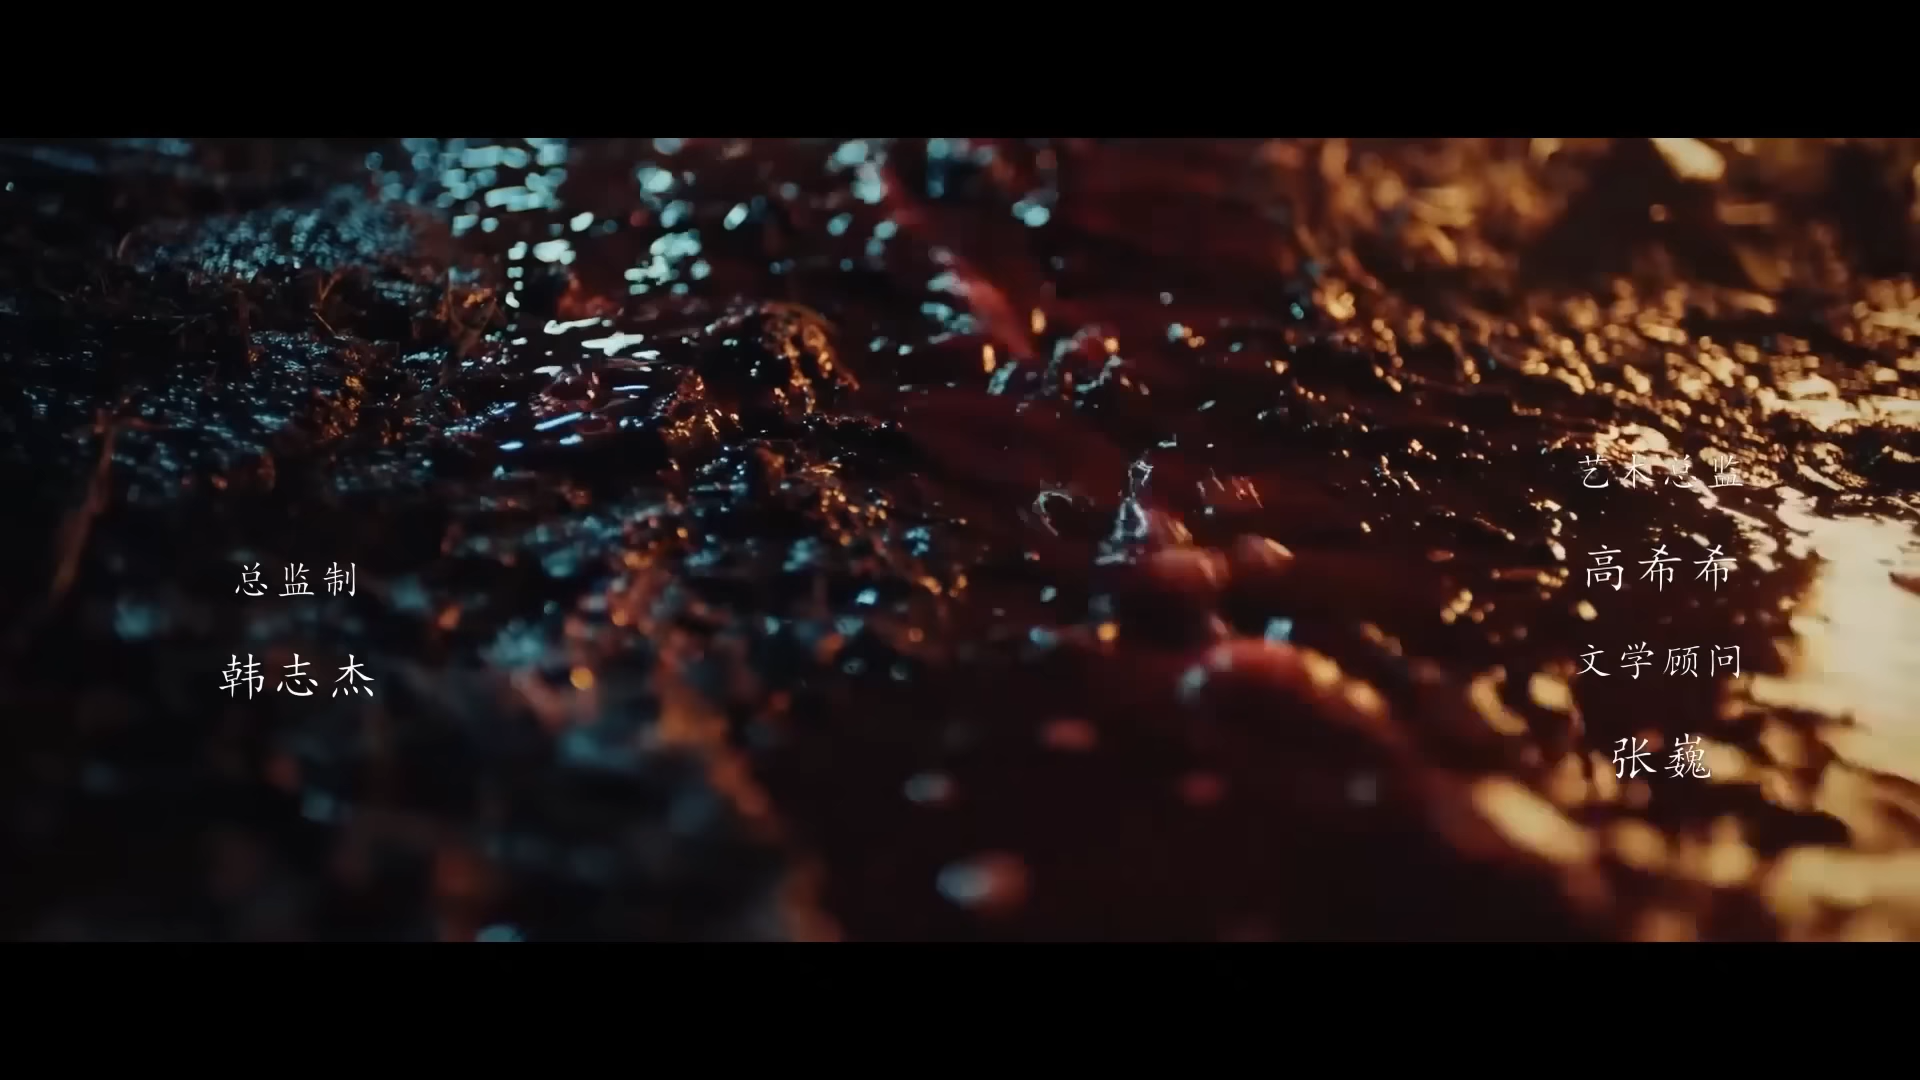 总监制
韩志杰
艺术总监
高希希
文学顾问
张巍